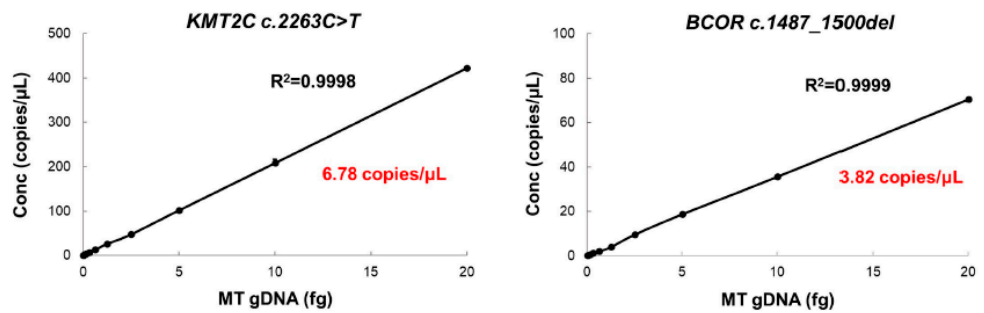 KMT2C c.2263C>T
500
400
300
200
100
0
Conc (copies/µL)
R²=0.9998
6.78 copies/µL
0 5 10 15 20
MT gDNA (fg)
BCOR c.1487_1500del
100
80
60
40
20
0
Conc (copies/µL)
R²=0.9999
3.82 copies/µL
0 5 10 15 20
MT gDNA (fg)